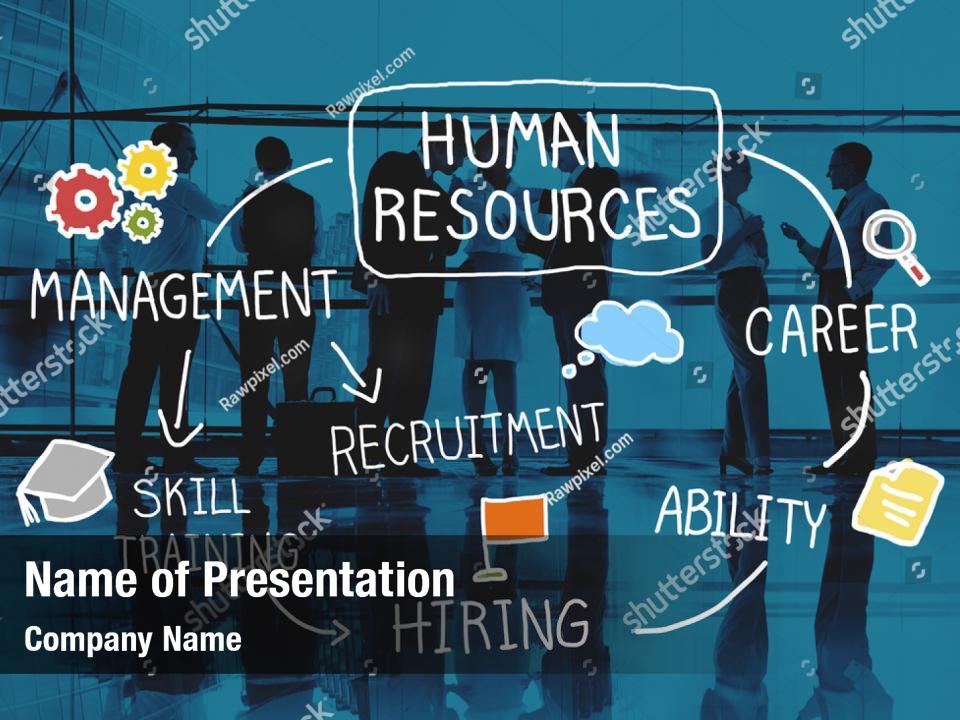 Rawpixel.com
HUMAN
RESOURCES
MANAGEMENT
CAREER
RECRUITMENT
SKILL
TRAINING
ABILITY
HIRING
Name of Presentation
Company Name
shutterstock
shutterstock
shutterstock
shutterstock
shutterstock
shutterstock
Rawpixel.com
Rawpixel.com